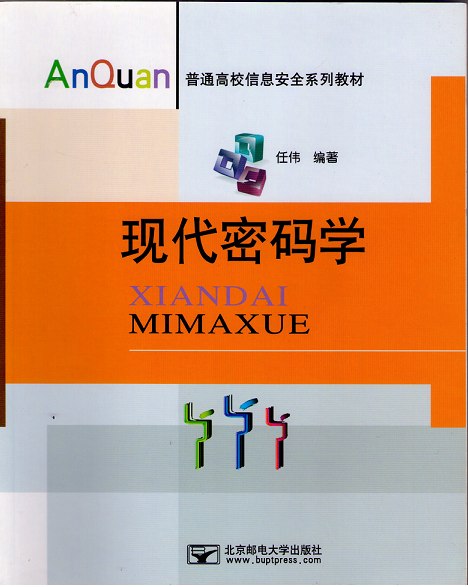 AnQuan
普通高校信息安全系列教材
任伟 编著
现代密码学
XIANDAI
MIMAXUE
北京邮电大学出版社
www.buptpress.com